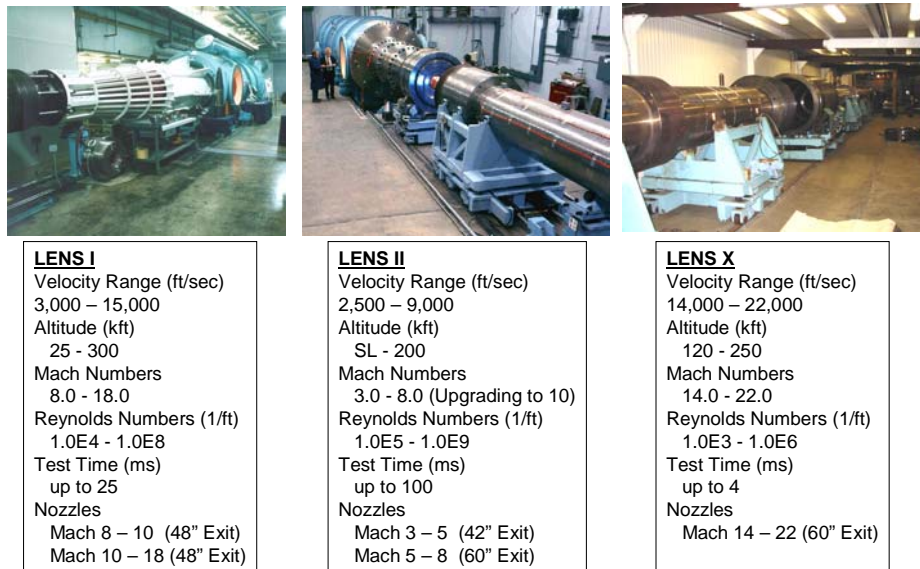 LENS I
Velocity Range (ft/sec)
3,000 – 15,000
Altitude (kft)
25 - 300
Mach Numbers
8.0 - 18.0
Reynolds Numbers (1/ft)
1.0E4 - 1.0E8
Test Time (ms)
up to 25
Nozzles
Mach 8 – 10 (48” Exit)
Mach 10 – 18 (48” Exit)
LENS II
Velocity Range (ft/sec)
2,500 – 9,000
Altitude (kft)
SL - 200
Mach Numbers
3.0 - 8.0 (Upgrading to 10)
Reynolds Numbers (1/ft)
1.0E5 - 1.0E9
Test Time (ms)
up to 100
Nozzles
Mach 3 – 5 (42” Exit)
Mach 5 – 8 (60” Exit)
LENS X
Velocity Range (ft/sec)
14,000 – 22,000
Altitude (kft)
120 - 250
Mach Numbers
14.0 - 22.0
Reynolds Numbers (1/ft)
1.0E3 - 1.0E6
Test Time (ms)
up to 4
Nozzles
Mach 14 – 22 (60” Exit)